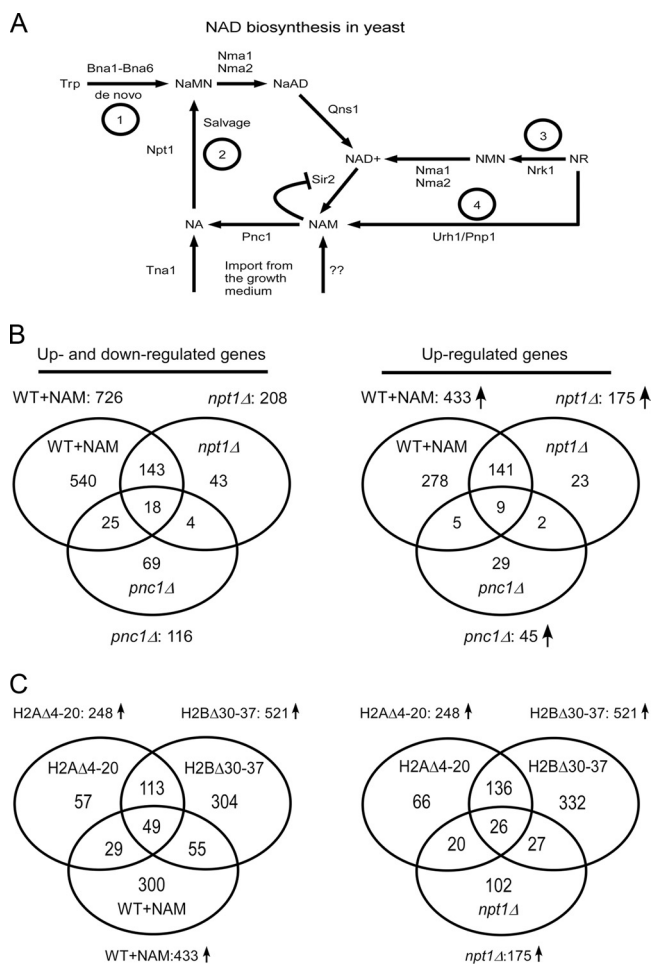 A
NAD biosynthesis in yeast
Trp
Bna1-Bna6
de novo
1
NaMN
Nma1
Nma2
NaAD
Qns1
Npt1
Salvage
2
NAD+
Nma1
Nma2
NMN
3
Nrk1
NR
Sir2
4
NA
Pnc1
NAM
Urh1/Pnp1
Tna1
Import from
the growth
medium
??
B
Up- and down-regulated genes
WT+NAM: 726
npt1Δ: 208
WT+NAM
npt1Δ
540
143
43
18
25
4
69
pnc1Δ
pnc1Δ: 116
Up-regulated genes
WT+NAM: 433
npt1Δ: 175
WT+NAM
npt1Δ
278
141
23
9
5
2
29
pnc1Δ
pnc1Δ: 45
C
H2AΔ4-20: 248
H2BΔ30-37: 521
H2AΔ4-20
H2BΔ30-37
57
113
304
49
29
55
300
WT+NAM
WT+NAM:433
H2AΔ4-20: 248
H2BΔ30-37: 521
H2AΔ4-20
H2BΔ30-37
66
136
332
26
20
27
102
npt1Δ
npt1Δ:175